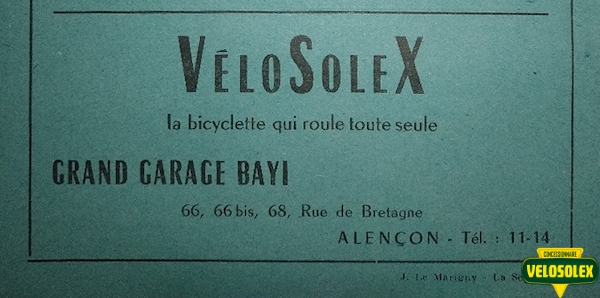 VÉLOSOLEX
la bicyclette qui roule toute seule
GRAND GARAGE BAYI
66, 66 bis, 68, Rue de Bretagne
ALENÇON - Tél. : 11-14
J. Le Marigny - La
CONCESSIONNAIRE
VELOSOLEX